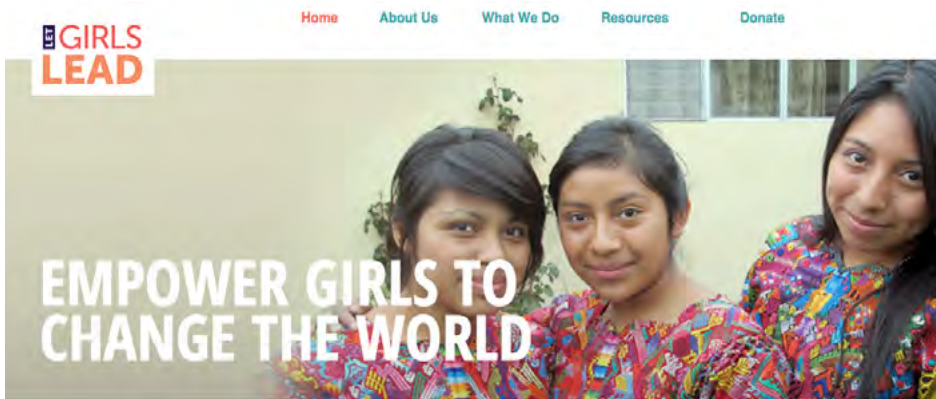 Home About Us What We Do Resources Donate
LET GIRLS
LEAD
EMPOWER GIRLS TO
CHANGE THE WORLD